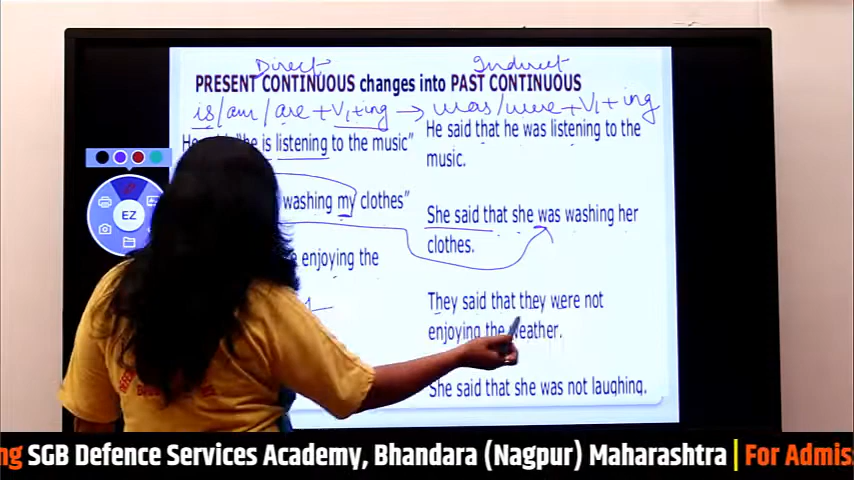 Direct
Indirect
PRESENT CONTINUOUS changes into PAST CONTINUOUS
is/am/are+V1+ing → was/were+V1+ing
He he is listening to the music”
He said that he was listening to the
music.
washing my clothes”
She said that she was washing her
clothes.
enjoying the
They said that they were not
enjoying the weather.
She said that she was not laughing.
EZ
ng SGB Defence Services Academy, Bhandara (Nagpur) Maharashtra | For Admis